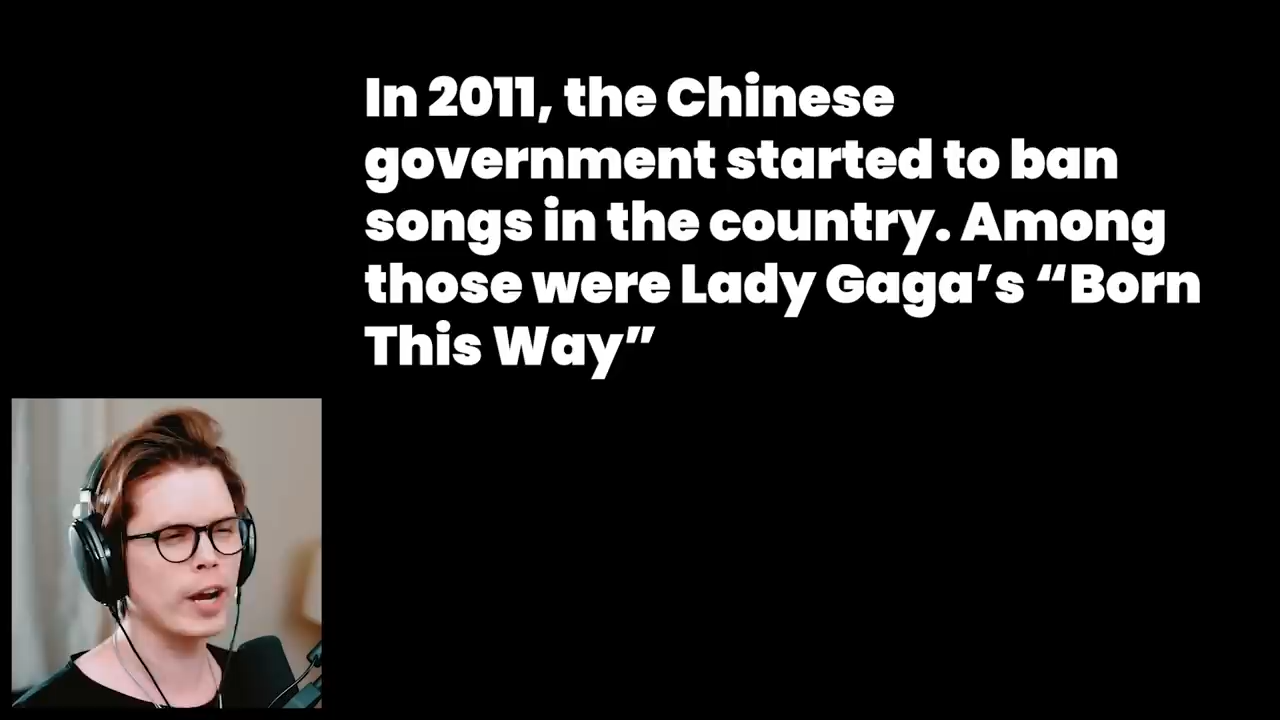 In 2011, the Chinese
government started to ban
songs in the country. Among
those were Lady Gaga’s “Born
This Way”